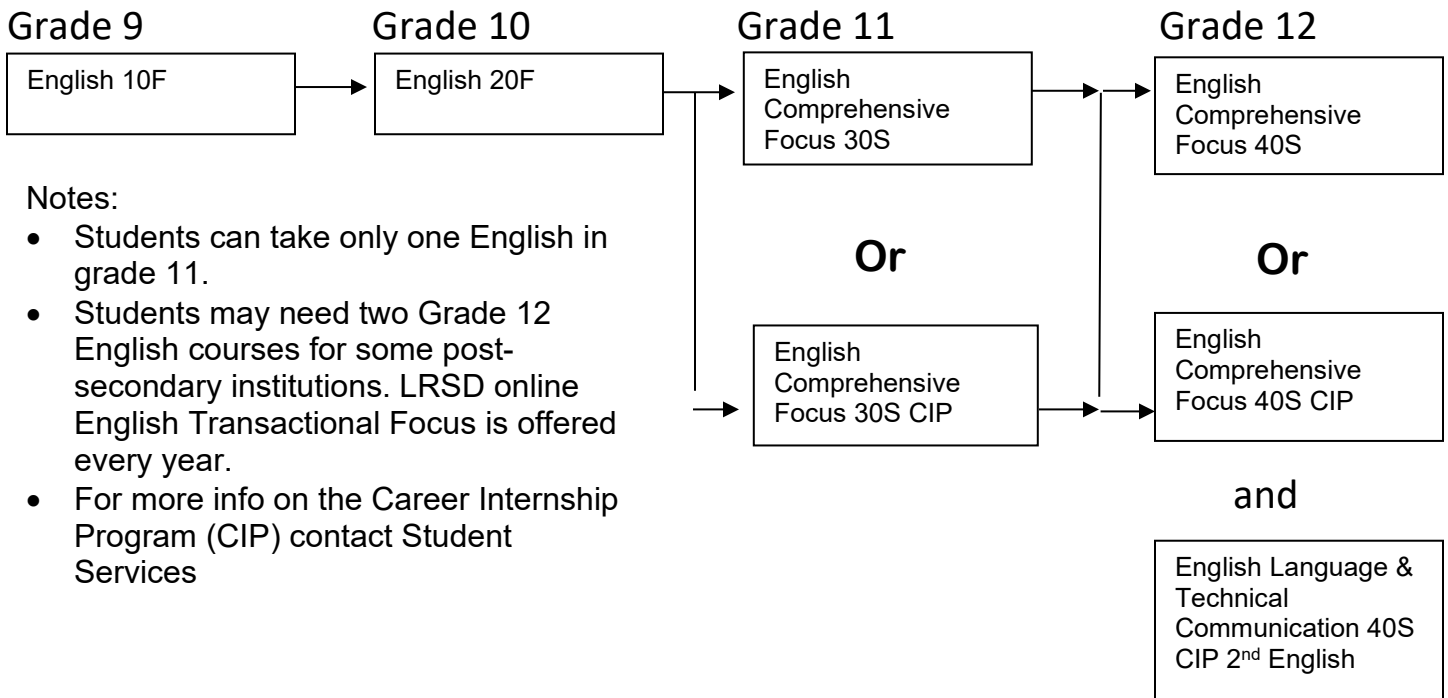 Grade 9
Grade 10
Grade 11
Grade 12
English 10F
English 20F
English
Comprehensive
Focus 30S
English
Comprehensive
Focus 40S
Notes:
• Students can take only one English in
grade 11.
• Students may need two Grade 12
English courses for some post-
secondary institutions. LRSD online
English Transactional Focus is offered
every year.
• For more info on the Career Internship
Program (CIP) contact Student
Services
Or
Or
English
Comprehensive
Focus 30S CIP
English
Comprehensive
Focus 40S CIP
and
English Language &
Technical
Communication 40S
CIP 2nd English